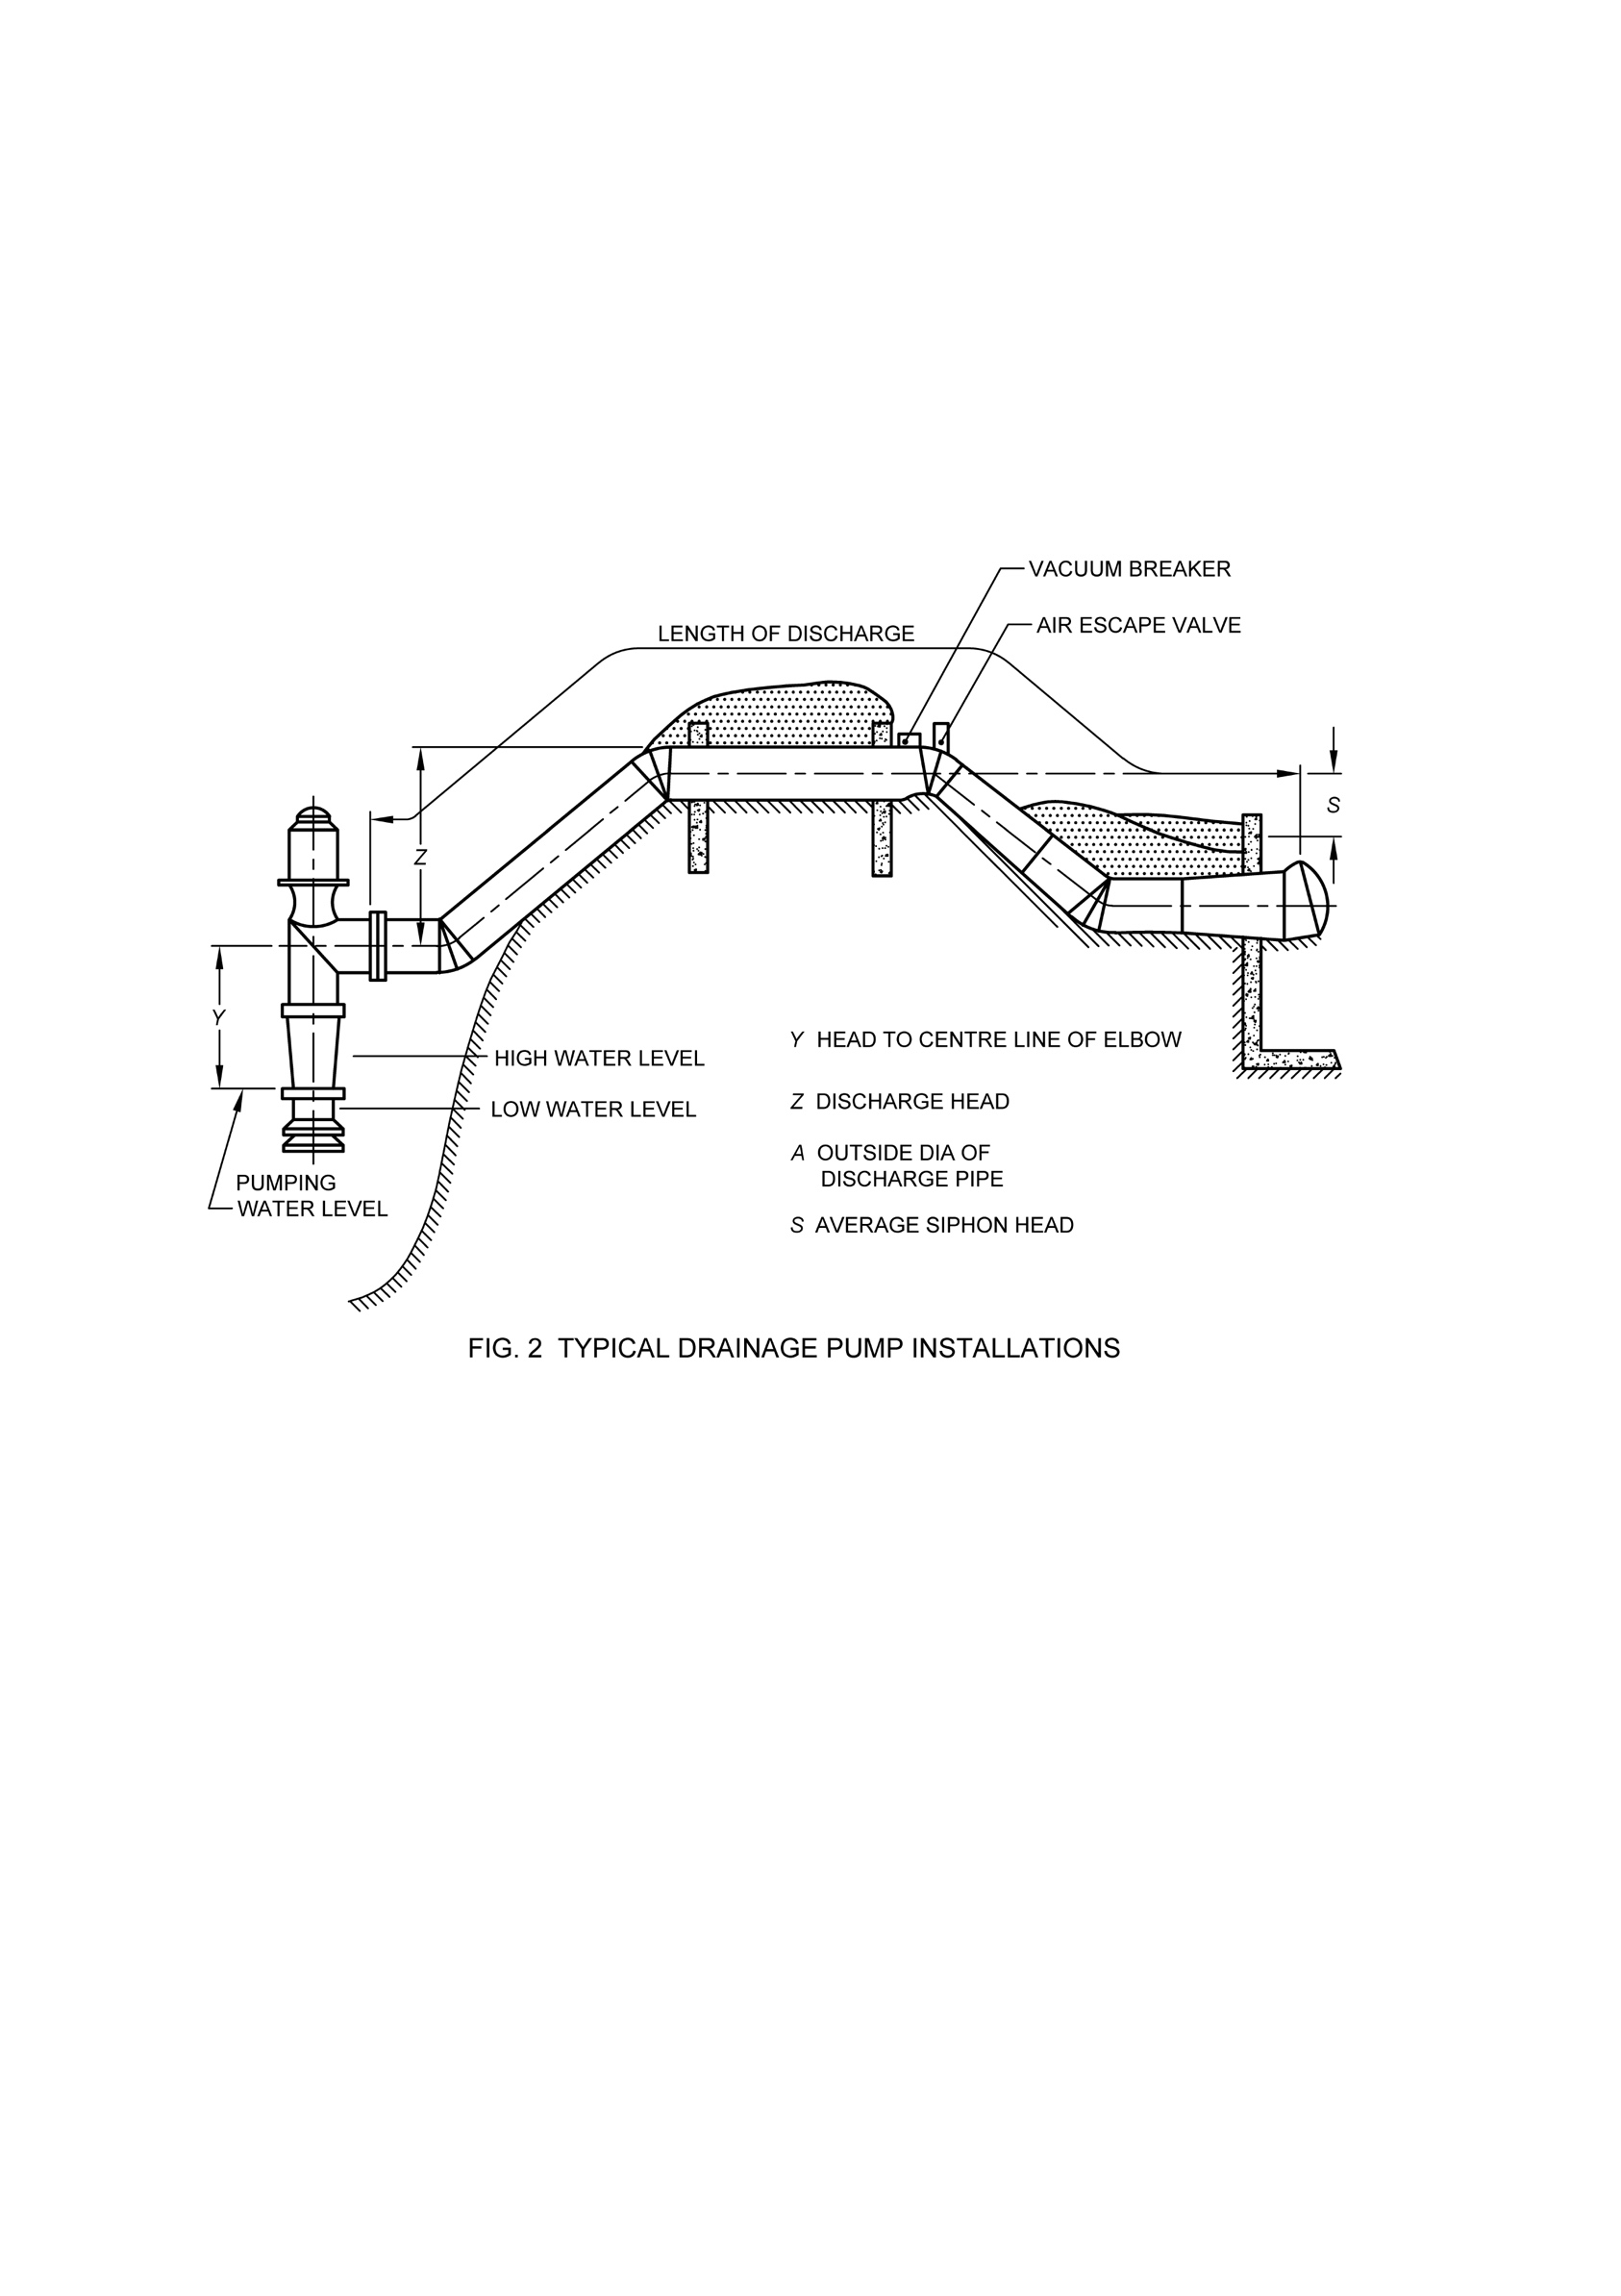 VACUUM BREAKER
AIR ESCAPE VALVE
LENGTH OF DISCHARGE
S
Z
Y
HIGH WATER LEVEL
LOW WATER LEVEL
PUMPING
WATER LEVEL
Y HEAD TO CENTRE LINE OF ELBOW
Z DISCHARGE HEAD
A OUTSIDE DIA OF
DISCHARGE PIPE
S AVERAGE SIPHON HEAD
FIG. 2 TYPICAL DRAINAGE PUMP INSTALLATIONS